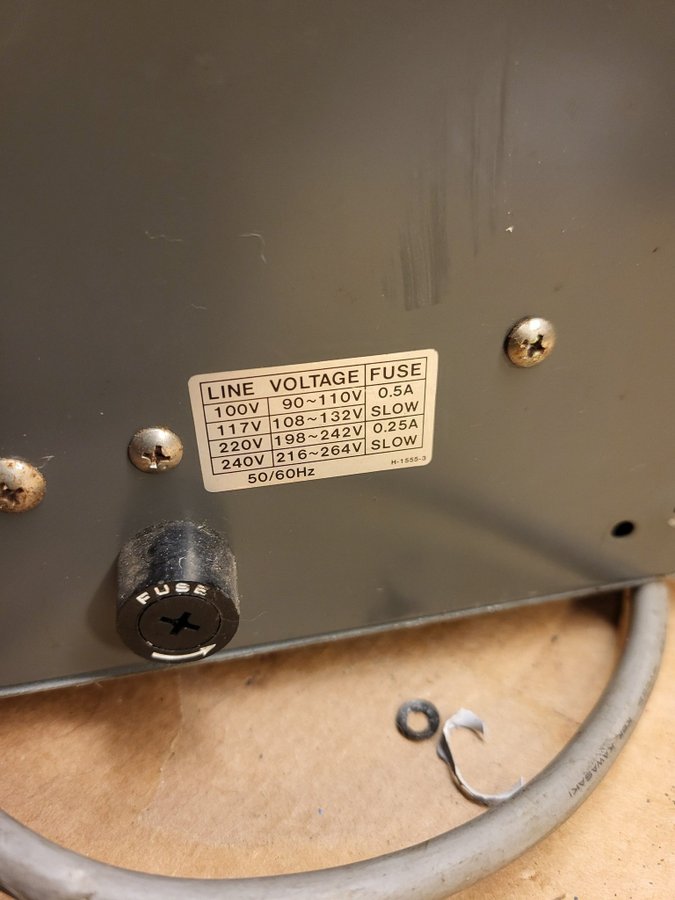 LINE VOLTAGE FUSE
100V 90~110V 0.5A
117V 108~132V SLOW
220V 198~242V 0.25A
240V 216~264V SLOW
50/60Hz H-1555-3
FUSE
KAWASAKI